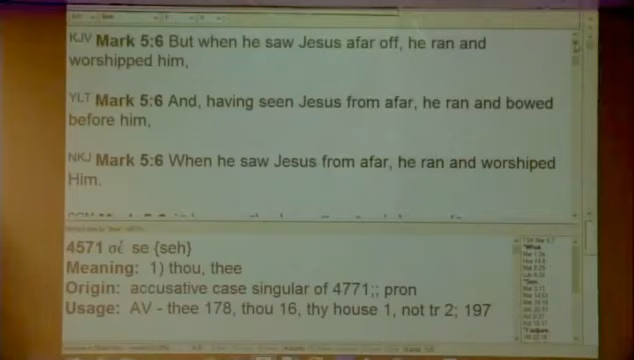 KJV Mark 5:6 But when he saw Jesus afar off, he ran and
worshipped him,
YLT Mark 5:6 And, having seen Jesus from afar, he ran and bowed
before him,
NKJ Mark 5:6 When he saw Jesus from afar, he ran and worshiped
Him.
4571 σέ se {seh}
Meaning: 1) thou, thee
Origin: accusative case singular of 4771;; pron
Usage: AV - thee 178, thou 16, thy house 1, not tr 2; 197